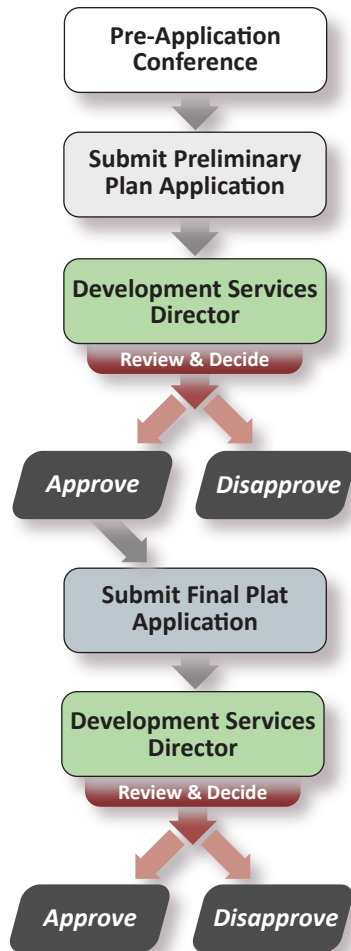 Pre-Application
Conference
Submit Preliminary
Plan Application
Development Services
Director
Review & Decide
Approve
Disapprove
Submit Final Plat
Application
Development Services
Director
Review & Decide
Approve
Disapprove